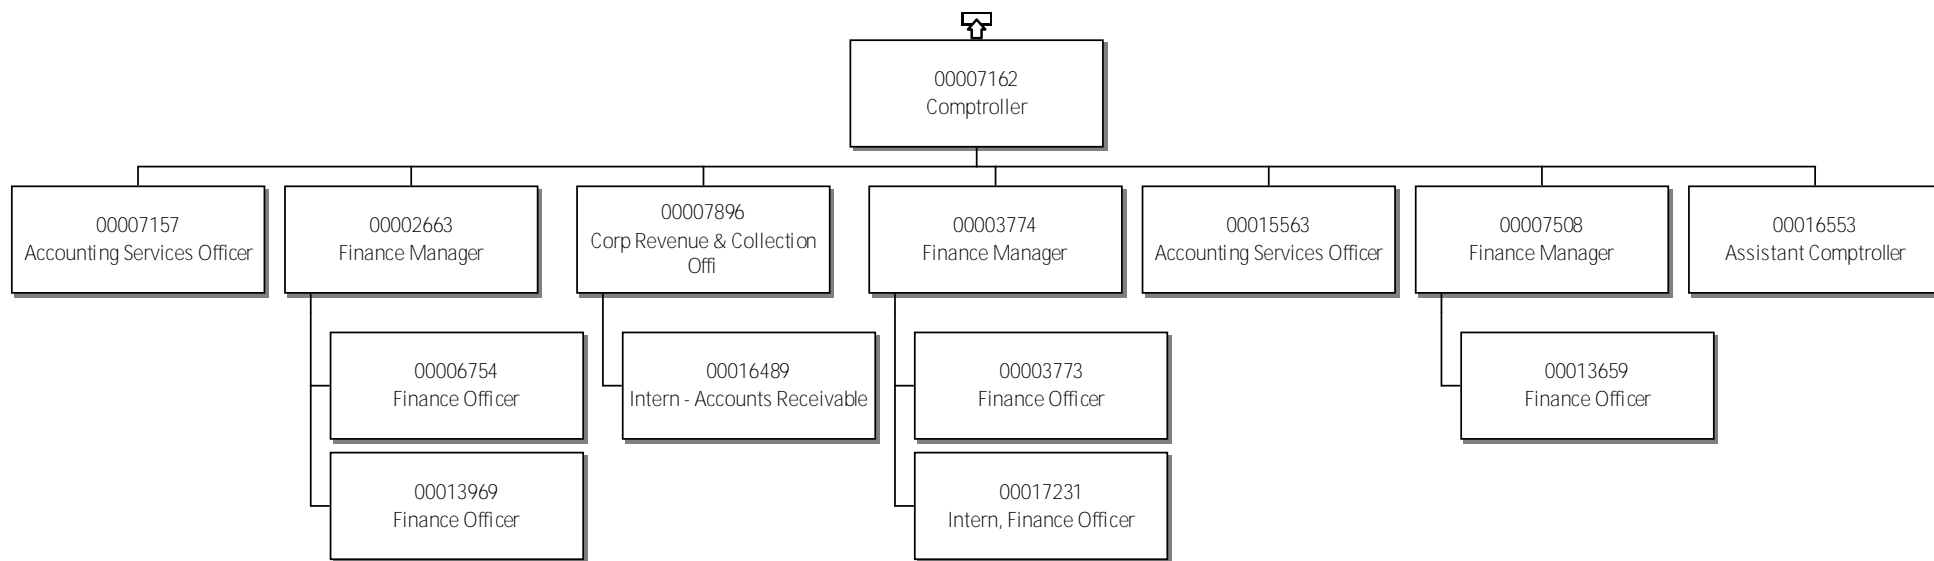 00007162
Comptroller
00007157
Accounting Services Officer
00002663
Finance Manager
00007896
Corp Revenue & Collection
Offi
00003774
Finance Manager
00015563
Accounting Services Officer
00007508
Finance Manager
00016553
Assistant Comptroller
00006754
Finance Officer
00016489
Intern - Accounts Receivable
00003773
Finance Officer
00013659
Finance Officer
00013969
Finance Officer
00017231
Intern, Finance Officer